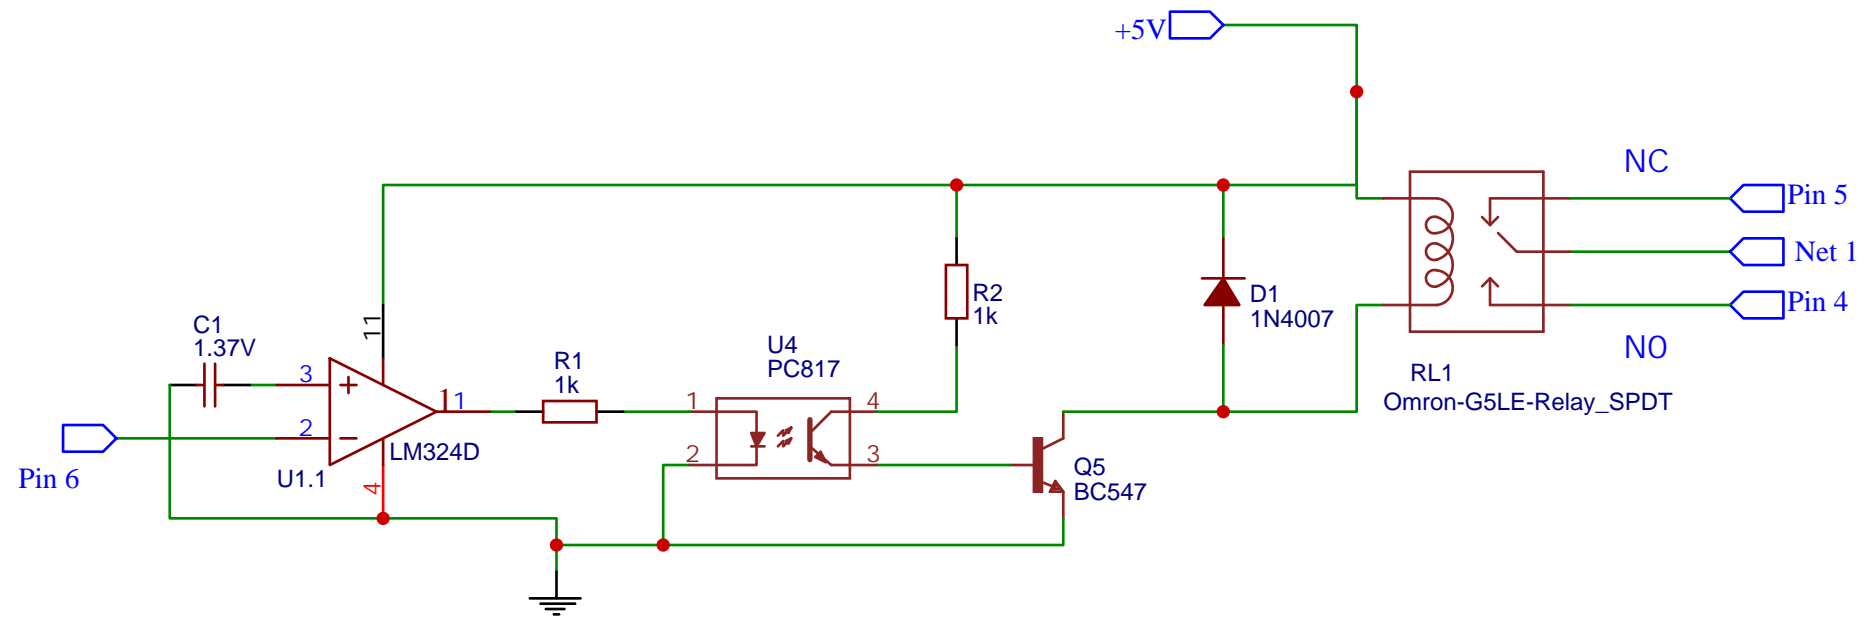 +5V
NC
Pin 5
Net 1
Pin 4
NO
RL1
Omron-G5LE-Relay_SPDT
D1
1N4007
R2
1k
C1
1.37V
11
3
2
1
1
4
+
−
LM324D
U1.1
Pin 6
R1
1k
U4
PC817
1
2
4
3
Q5
BC547